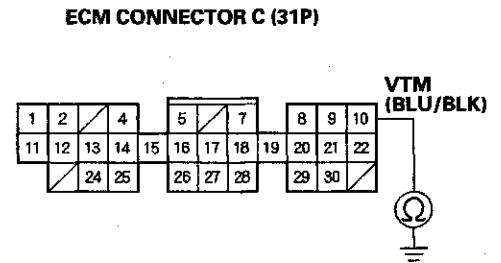 ECM CONNECTOR C (31P)
VTM
(BLU/BLK)
1 2 4 5 7 8 9 10
11 12 13 14 15 16 17 18 19 20 21 22
24 25 26 27 28 29 30
Ω